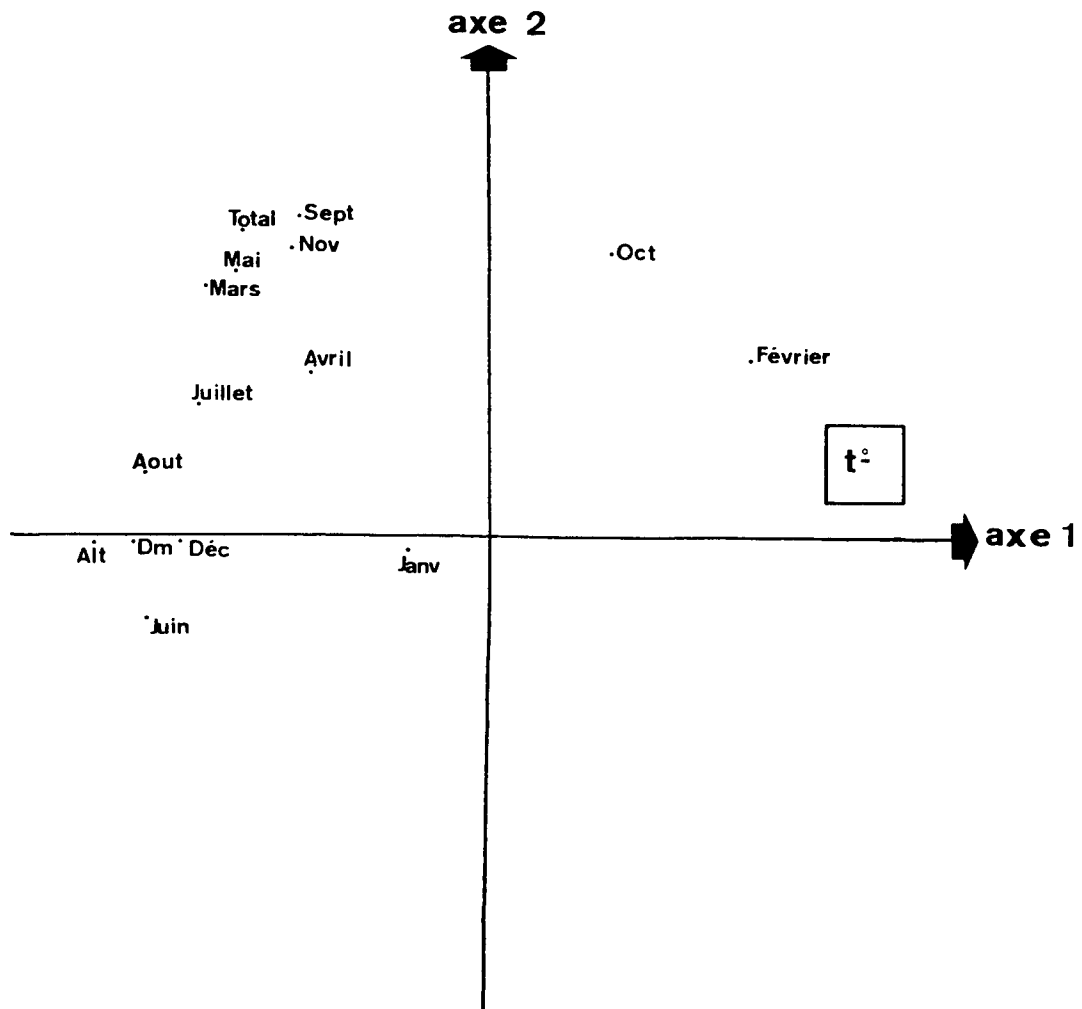 axe 2
Total
Sept
Nov
Oct
Mai
Mars
Avril
Février
Juillet
Aout
t°
axe 1
Alt
Dm
Déc
Janv
Juin